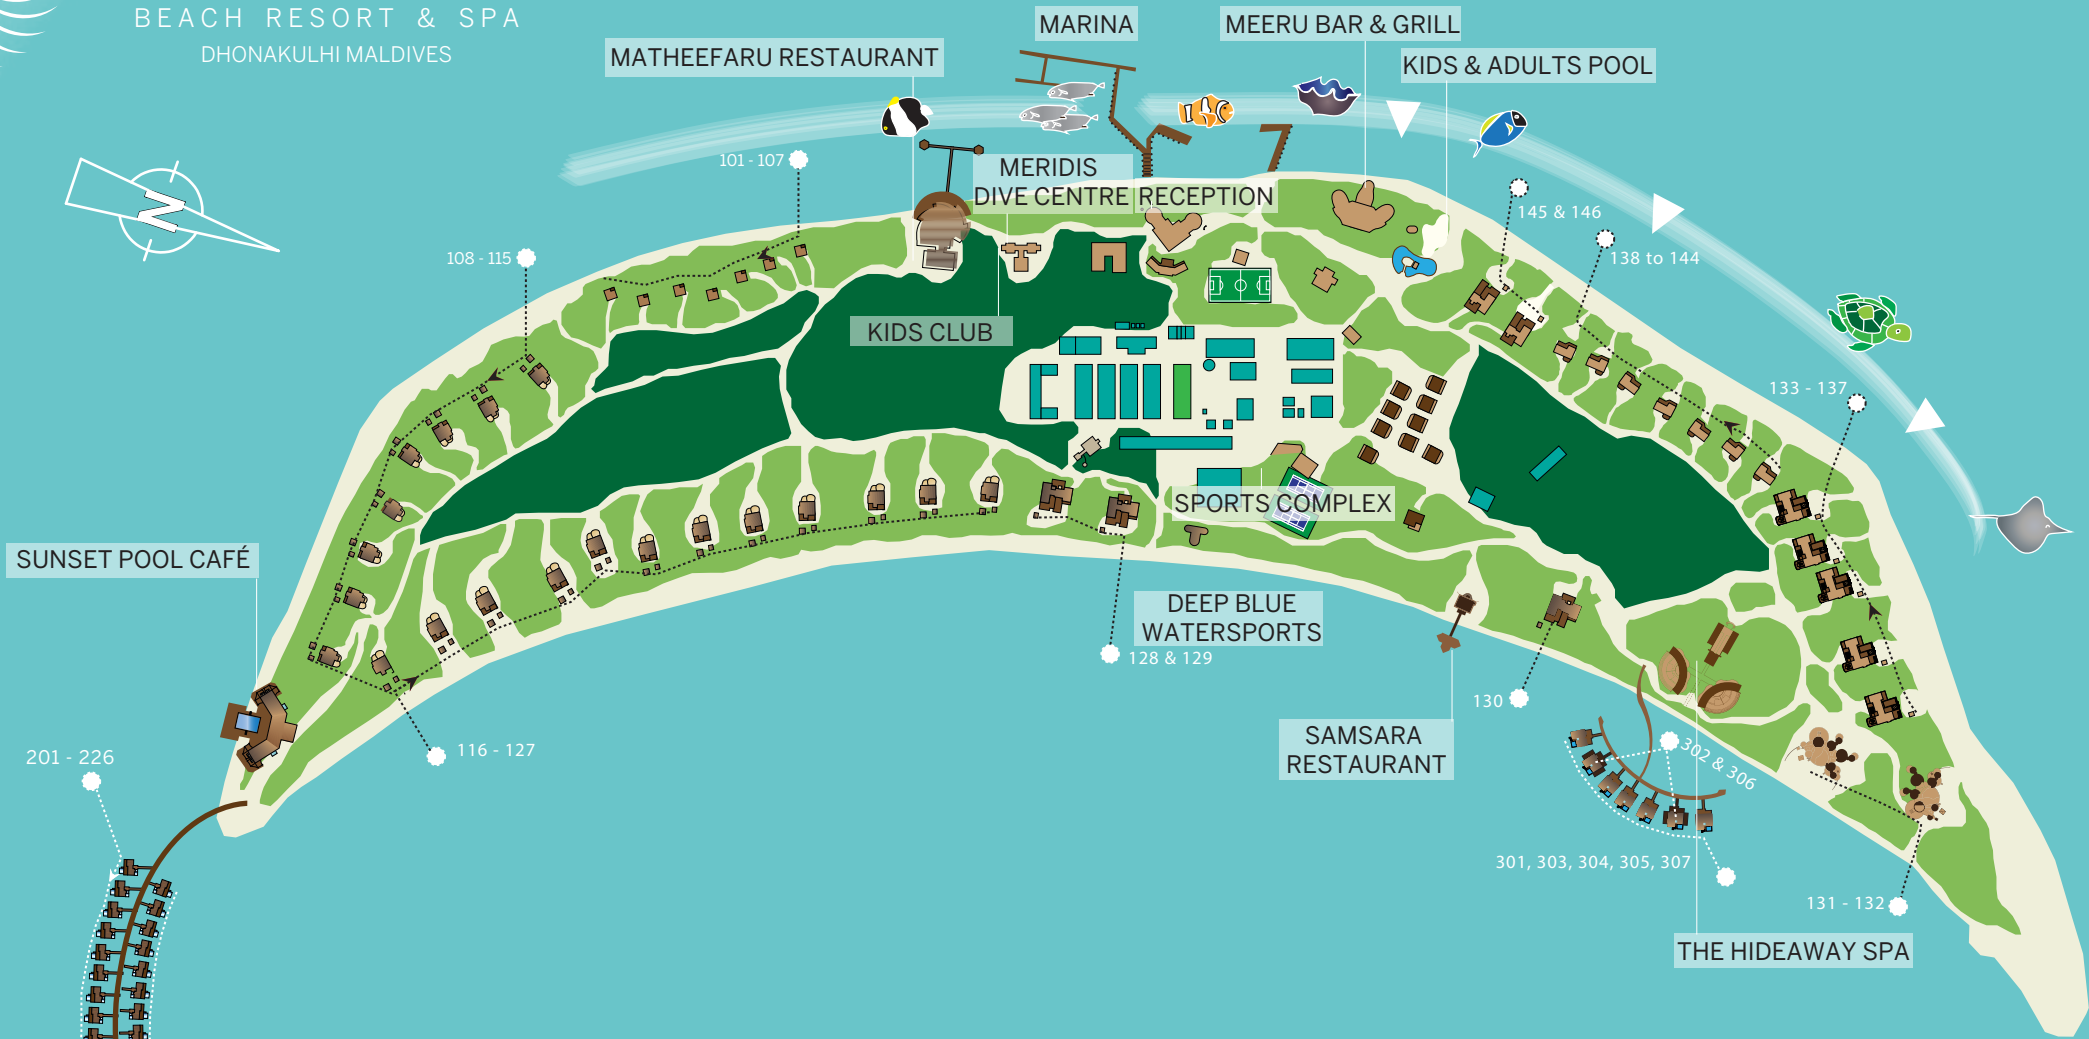 BEACH RESORT & SPA
DHONAKULHI MALDIVES
MARINA
MEERU BAR & GRILL
MATHEEFARU RESTAURANT
KIDS & ADULTS POOL
101 - 107
MERIDIS
DIVE CENTRE
RECEPTION
145 & 146
N
108 - 115
138 to 144
KIDS CLUB
133 - 137
SPORTS COMPLEX
SUNSET POOL CAFÉ
DEEP BLUE
WATERSPORTS
128 & 129
130
SAMSARA
RESTAURANT
116 - 127
201 - 226
302 & 306
301, 303, 304, 305, 307
131 - 132
THE HIDEAWAY SPA